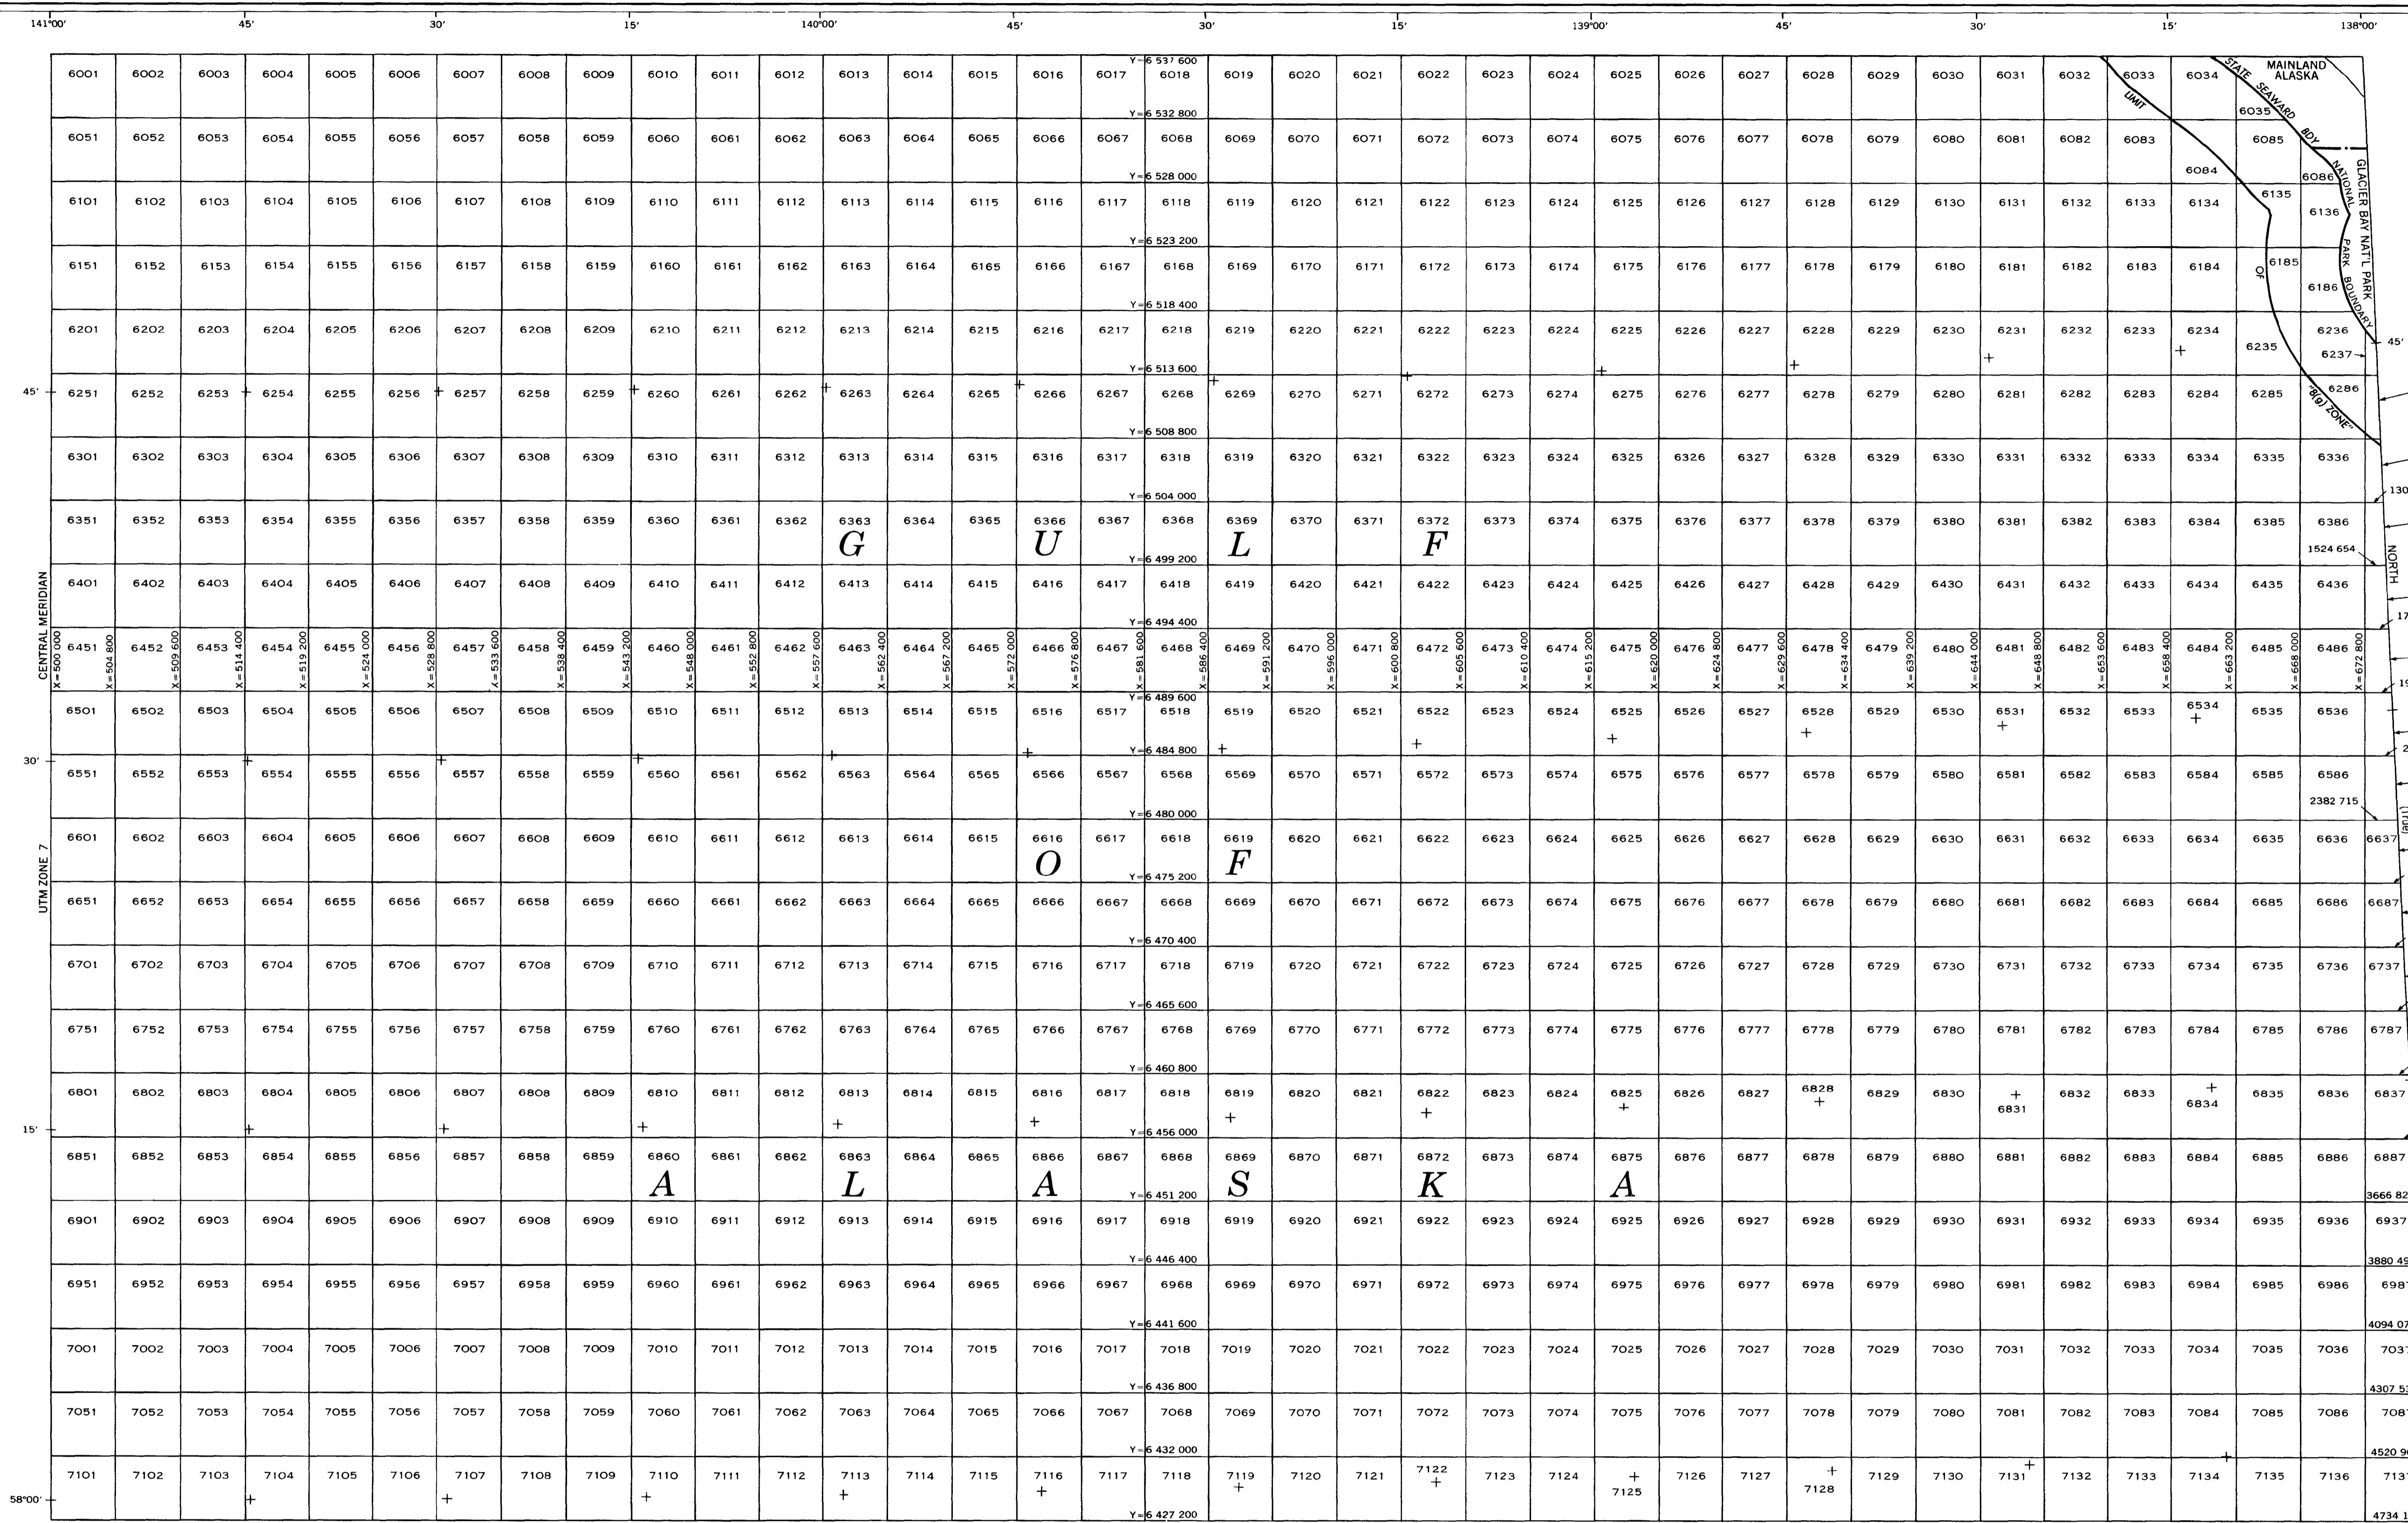 141°00' 45' 30' 15' 140°00' 45' 30' 15' 139°00' 45' 30' 15' 138°00'
Y=6 537 600
6001 6002 6003 6004 6005 6006 6007 6008 6009 6010 6011 6012 6013 6014 6015 6016 6017 6018 6019 6020 6021 6022 6023 6024 6025 6026 6027 6028 6029 6030 6031 6032 6033 6034
MAINLAND
ALASKA
STATE SEAWARD BDY
LIMIT
6035
Y=6 532 800
6051 6052 6053 6054 6055 6056 6057 6058 6059 6060 6061 6062 6063 6064 6065 6066 6067 6068 6069 6070 6071 6072 6073 6074 6075 6076 6077 6078 6079 6080 6081 6082 6083 6085
6084 6086
Y=6 528 000
NATIONAL PARK BOUNDARY
GLACIER BAY NAT'L PARK
6101 6102 6103 6104 6105 6106 6107 6108 6109 6110 6111 6112 6113 6114 6115 6116 6117 6118 6119 6120 6121 6122 6123 6124 6125 6126 6127 6128 6129 6130 6131 6132 6133 6134 6135
6136
Y=6 523 200
6151 6152 6153 6154 6155 6156 6157 6158 6159 6160 6161 6162 6163 6164 6165 6166 6167 6168 6169 6170 6171 6172 6173 6174 6175 6176 6177 6178 6179 6180 6181 6182 6183 6184 OF 6185
6186
Y=6 518 400
6201 6202 6203 6204 6205 6206 6207 6208 6209 6210 6211 6212 6213 6214 6215 6216 6217 6218 6219 6220 6221 6222 6223 6224 6225 6226 6227 6228 6229 6230 6231 6232 6233 6234 6236
6235 6237 45'
Y=6 513 600
45' 6251 6252 6253 6254 6255 6256 6257 6258 6259 6260 6261 6262 6263 6264 6265 6266 6267 6268 6269 6270 6271 6272 6273 6274 6275 6276 6277 6278 6279 6280 6281 6282 6283 6284 6285 6286
"8(g) ZONE"
Y=6 508 800
6301 6302 6303 6304 6305 6306 6307 6308 6309 6310 6311 6312 6313 6314 6315 6316 6317 6318 6319 6320 6321 6322 6323 6324 6325 6326 6327 6328 6329 6330 6331 6332 6333 6334 6335 6336
Y=6 504 000 130
6351 6352 6353 6354 6355 6356 6357 6358 6359 6360 6361 6362 6363 6364 6365 6366 6367 6368 6369 6370 6371 6372 6373 6374 6375 6376 6377 6378 6379 6380 6381 6382 6383 6384 6385 6386
G U L F
1524 654
Y=6 499 200
NORTH
6401 6402 6403 6404 6405 6406 6407 6408 6409 6410 6411 6412 6413 6414 6415 6416 6417 6418 6419 6420 6421 6422 6423 6424 6425 6426 6427 6428 6429 6430 6431 6432 6433 6434 6435 6436
Y=6 494 400 17
CENTRAL MERIDIAN
6451 6452 6453 6454 6455 6456 6457 6458 6459 6460 6461 6462 6463 6464 6465 6466 6467 6468 6469 6470 6471 6472 6473 6474 6475 6476 6477 6478 6479 6480 6481 6482 6483 6484 6485 6486
X=500 000 X=504 800 X=509 600 X=514 400 X=519 200 X=524 000 X=528 800 X=533 600 X=538 400 X=543 200 X=548 000 X=552 800 X=557 600 X=562 400 X=567 200 X=572 000 X=576 800 X=581 600 X=586 400 X=591 200 X=596 000 X=600 800 X=605 600 X=610 400 X=615 200 X=620 000 X=624 800 X=629 600 X=634 400 X=639 200 X=644 000 X=648 800 X=653 600 X=658 400 X=663 200 X=668 000 X=672 800
19
Y=6 489 600
6501 6502 6503 6504 6505 6506 6507 6508 6509 6510 6511 6512 6513 6514 6515 6516 6517 6518 6519 6520 6521 6522 6523 6524 6525 6526 6527 6528 6529 6530 6531 6532 6533 6534 6535 6536
Y=6 484 800 2
30'
6551 6552 6553 6554 6555 6556 6557 6558 6559 6560 6561 6562 6563 6564 6565 6566 6567 6568 6569 6570 6571 6572 6573 6574 6575 6576 6577 6578 6579 6580 6581 6582 6583 6584 6585 6586
2382 715
Y=6 480 000
(True)
UTM ZONE 7
6601 6602 6603 6604 6605 6606 6607 6608 6609 6610 6611 6612 6613 6614 6615 6616 6617 6618 6619 6620 6621 6622 6623 6624 6625 6626 6627 6628 6629 6630 6631 6632 6633 6634 6635 6636 6637
O F
Y=6 475 200
6651 6652 6653 6654 6655 6656 6657 6658 6659 6660 6661 6662 6663 6664 6665 6666 6667 6668 6669 6670 6671 6672 6673 6674 6675 6676 6677 6678 6679 6680 6681 6682 6683 6684 6685 6686 6687
Y=6 470 400
6701 6702 6703 6704 6705 6706 6707 6708 6709 6710 6711 6712 6713 6714 6715 6716 6717 6718 6719 6720 6721 6722 6723 6724 6725 6726 6727 6728 6729 6730 6731 6732 6733 6734 6735 6736 6737
Y=6 465 600
6751 6752 6753 6754 6755 6756 6757 6758 6759 6760 6761 6762 6763 6764 6765 6766 6767 6768 6769 6770 6771 6772 6773 6774 6775 6776 6777 6778 6779 6780 6781 6782 6783 6784 6785 6786 6787
Y=6 460 800
6801 6802 6803 6804 6805 6806 6807 6808 6809 6810 6811 6812 6813 6814 6815 6816 6817 6818 6819 6820 6821 6822 6823 6824 6825 6826 6827 6828 6829 6830 6831 6832 6833 6834 6835 6836 6837
15'
Y=6 456 000
6851 6852 6853 6854 6855 6856 6857 6858 6859 6860 6861 6862 6863 6864 6865 6866 6867 6868 6869 6870 6871 6872 6873 6874 6875 6876 6877 6878 6879 6880 6881 6882 6883 6884 6885 6886 6887
A L A S K A
Y=6 451 200 3666 82
6901 6902 6903 6904 6905 6906 6907 6908 6909 6910 6911 6912 6913 6914 6915 6916 6917 6918 6919 6920 6921 6922 6923 6924 6925 6926 6927 6928 6929 6930 6931 6932 6933 6934 6935 6936 6937
Y=6 446 400 3880 49
6951 6952 6953 6954 6955 6956 6957 6958 6959 6960 6961 6962 6963 6964 6965 6966 6967 6968 6969 6970 6971 6972 6973 6974 6975 6976 6977 6978 6979 6980 6981 6982 6983 6984 6985 6986 698
Y=6 441 600 4094 07
7001 7002 7003 7004 7005 7006 7007 7008 7009 7010 7011 7012 7013 7014 7015 7016 7017 7018 7019 7020 7021 7022 7023 7024 7025 7026 7027 7028 7029 7030 7031 7032 7033 7034 7035 7036 703
Y=6 436 800 4307 53
7051 7052 7053 7054 7055 7056 7057 7058 7059 7060 7061 7062 7063 7064 7065 7066 7067 7068 7069 7070 7071 7072 7073 7074 7075 7076 7077 7078 7079 7080 7081 7082 7083 7084 7085 7086 708
Y=6 432 000 4520 9
7101 7102 7103 7104 7105 7106 7107 7108 7109 7110 7111 7112 7113 7114 7115 7116 7117 7118 7119 7120 7121 7122 7123 7124 7125 7126 7127 7128 7129 7130 7131 7132 7133 7134 7135 7136 713
58°00'
Y=6 427 200 4734